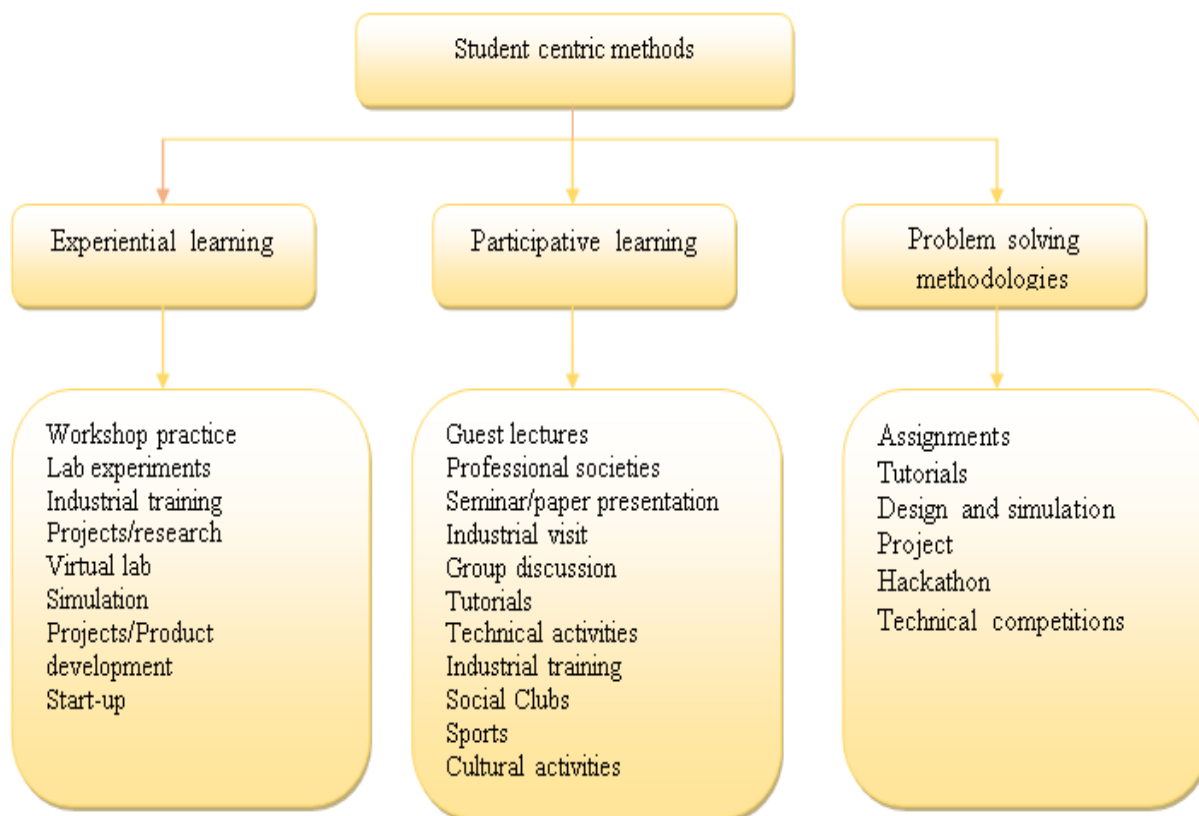 Student centric methods
Experiential learning
Participative learning
Problem solving
methodologies
Workshop practice
Lab experiments
Industrial training
Projects/research
Virtual lab
Simulation
Projects/Product
development
Start-up
Guest lectures
Professional societies
Seminar/paper presentation
Industrial visit
Group discussion
Tutorials
Technical activities
Industrial training
Social Clubs
Sports
Cultural activities
Assignments
Tutorials
Design and simulation
Project
Hackathon
Technical competitions